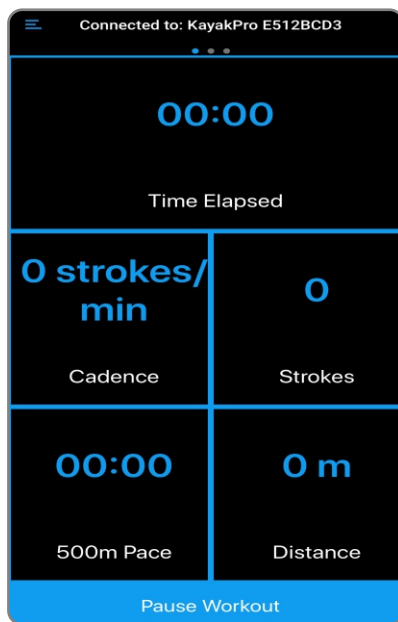 Connected to: KayakPro E512BCD3
00:00
Time Elapsed
0 strokes/
min
Cadence
0
Strokes
00:00
500m Pace
0 m
Distance
Pause Workout